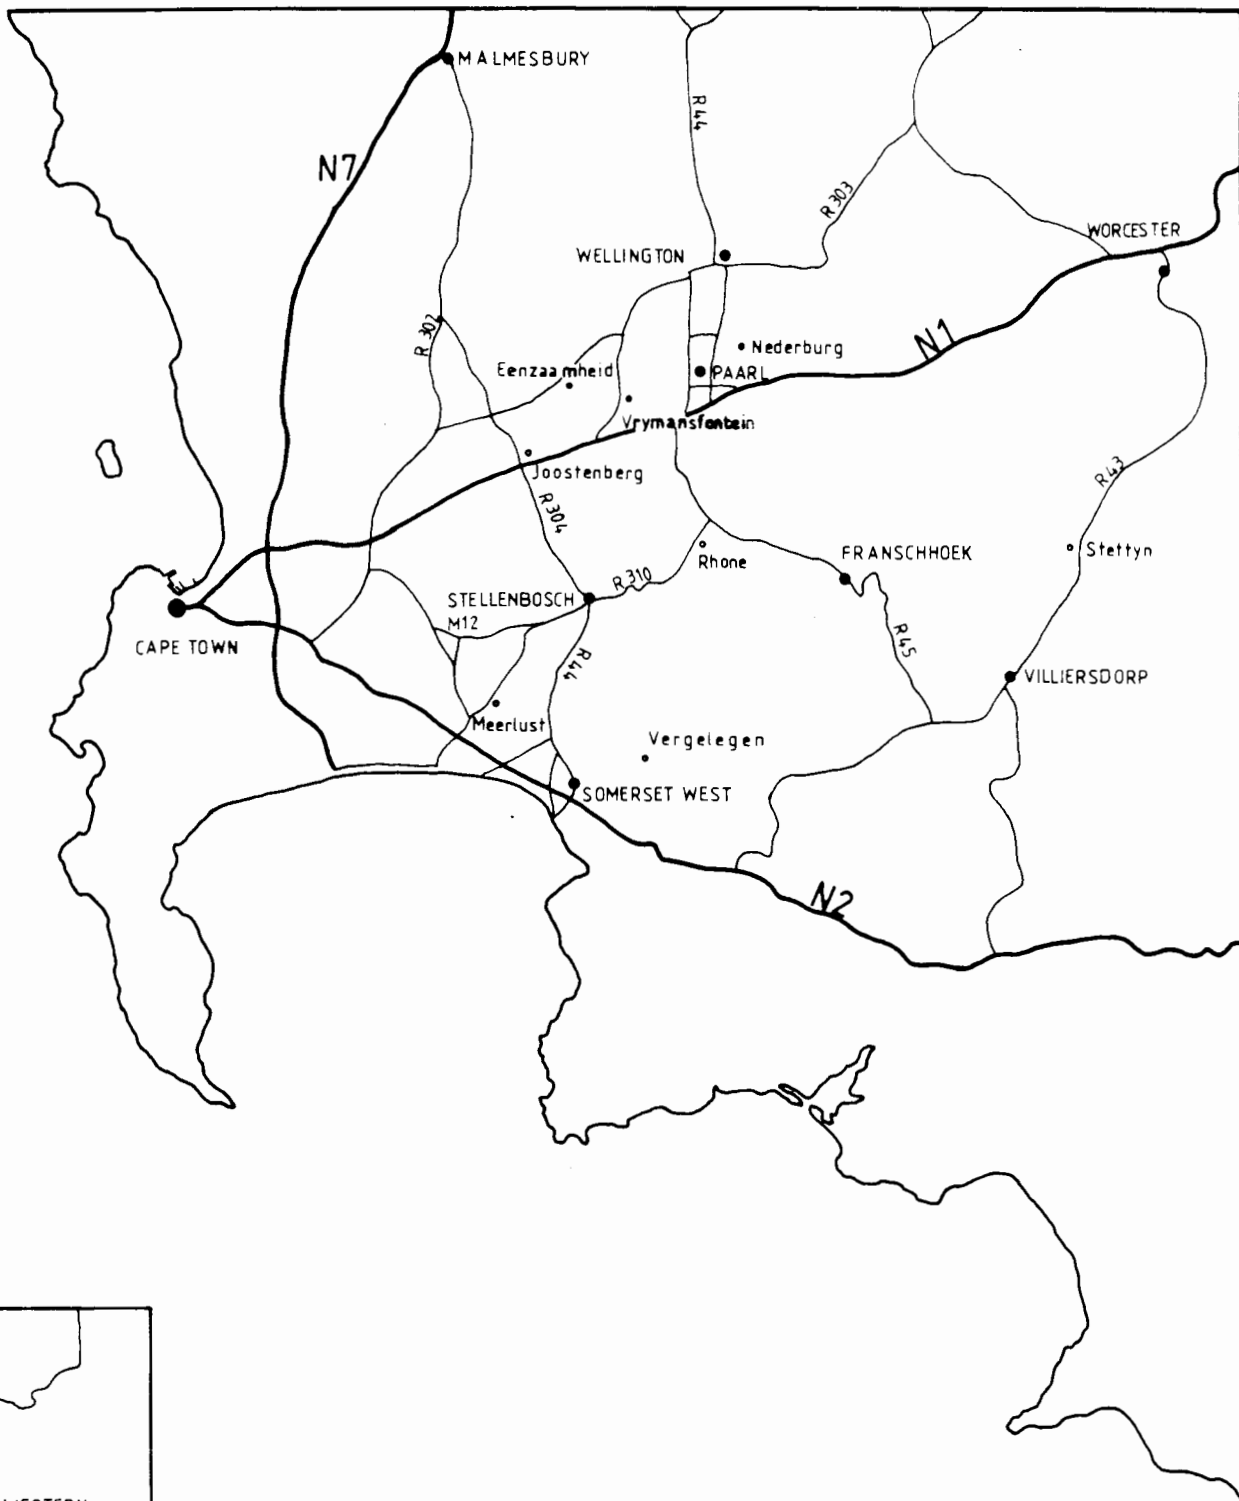 MALMESBURY
R44
N7
R303
WORCESTER
WELLINGTON
R 302
N1
Nederburg
Eenzaamheid
PAARL
Vrymansfontein
Joostenberg
R43
R304
FRANSCHHOEK
Stettyn
Rhone
R310
STELLENBOSCH
M12
CAPE TOWN
R45
R44
VILLIERSDORP
Meerlust
Vergelegen
SOMERSET WEST
N2